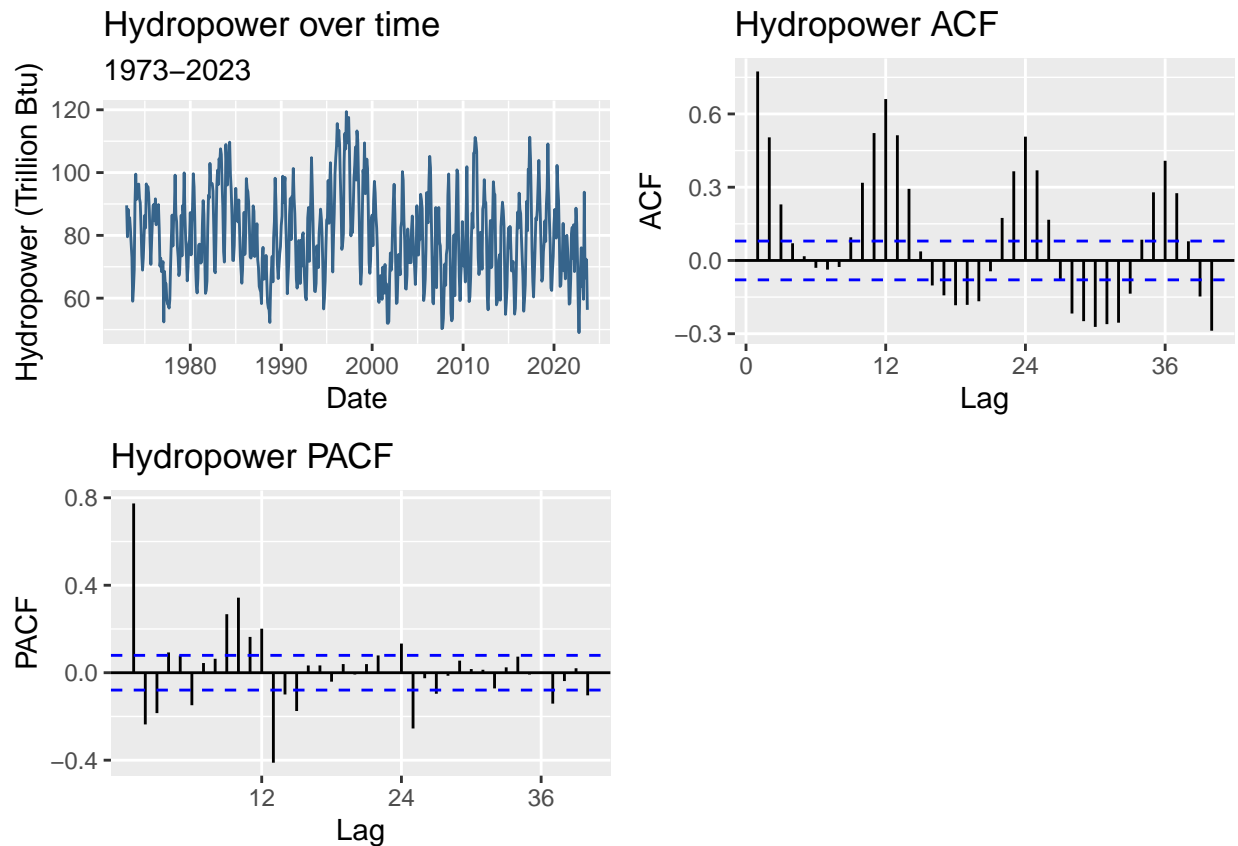 Hydropower over time
1973–2023
Hydropower (Trillion Btu)
120
100
80
60
1980 1990 2000 2010 2020
Date
Hydropower ACF
ACF
0.6
0.3
0.0
−0.3
0 12 24 36
Lag
Hydropower PACF
PACF
0.8
0.4
0.0
−0.4
12 24 36
Lag